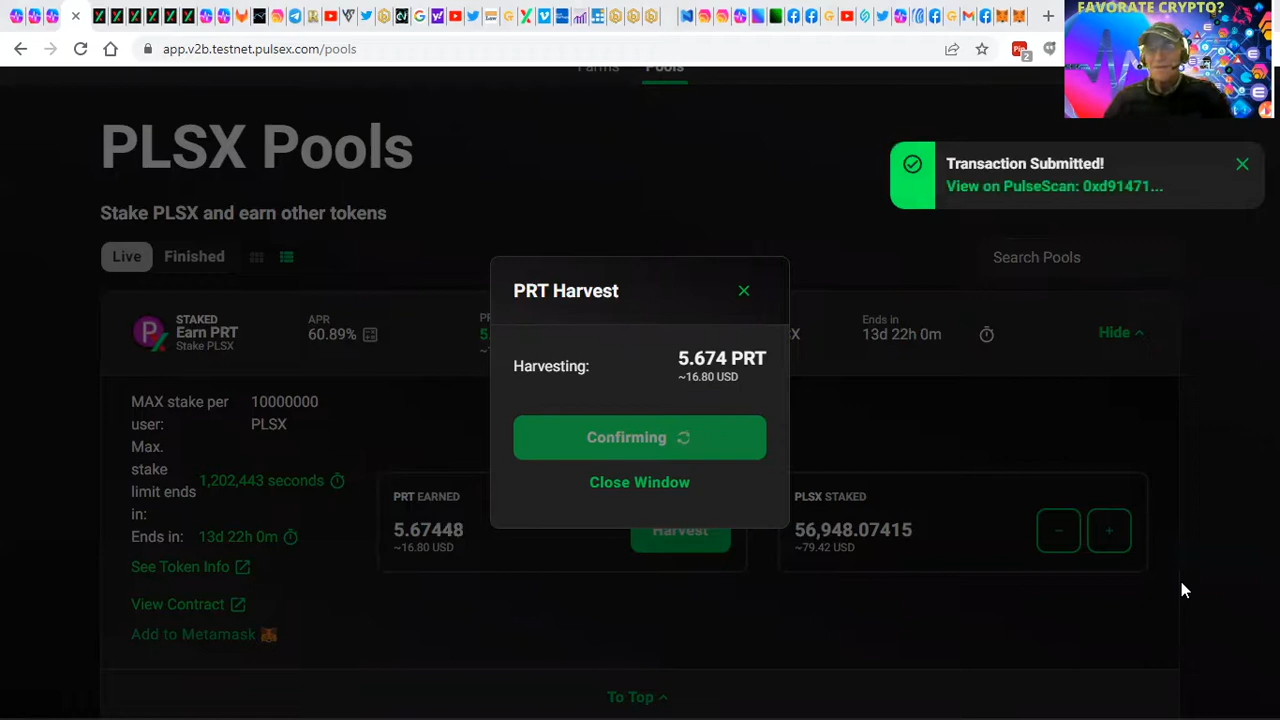 FAVORATE CRYPTO?
app.v2b.testnet.pulsex.com/pools
2
Farms
Pools
PLSX Pools
Transaction Submitted!
View on PulseScan: 0xd91471...
Stake PLSX and earn other tokens
Live
Finished
Search Pools
PRT Harvest
STAKED
Earn PRT
Stake PLSX
APR
60.89%
Ends in
13d 22h 0m
Hide
Harvesting:
5.674 PRT
~16.80 USD
MAX stake per user:
10000000 PLSX
Confirming
Max. stake limit ends in:
1,202,443 seconds
Close Window
PRT EARNED
5.67448
~16.80 USD
Harvest
PLSX STAKED
56,948.07415
~79.42 USD
Ends in:
13d 22h 0m
See Token Info
View Contract
Add to Metamask
To Top